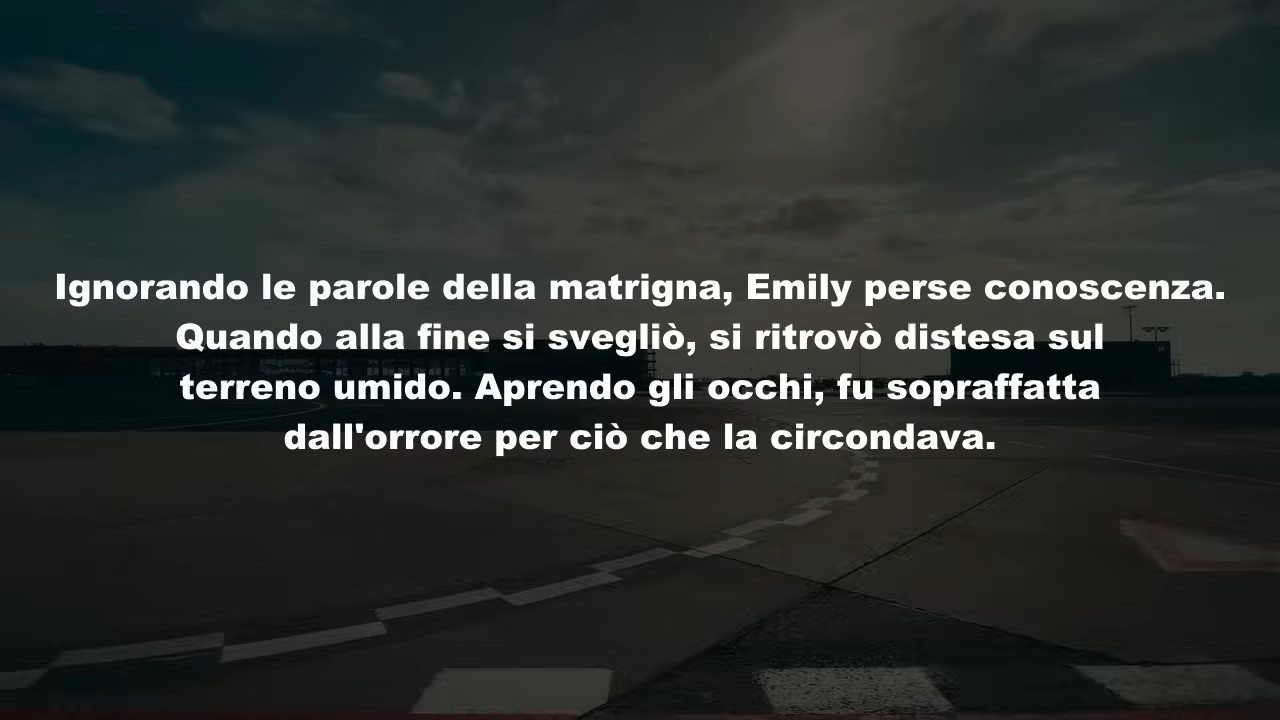 Ignorando le parole della matrigna, Emily perse conoscenza.
Quando alla fine si svegliò, si ritrovò distesa sul
terreno umido. Aprendo gli occhi, fu sopraffatta
dall'orrore per ciò che la circondava.